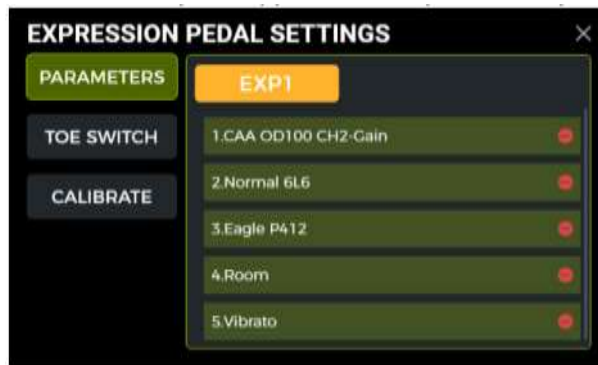 EXPRESSION PEDAL SETTINGS
PARAMETERS
TOE SWITCH
CALIBRATE
EXP1
1.CAA OD100 CH2-Gain
2.Normal 6L6
3.Eagle P412
4.Room
5.Vibrato